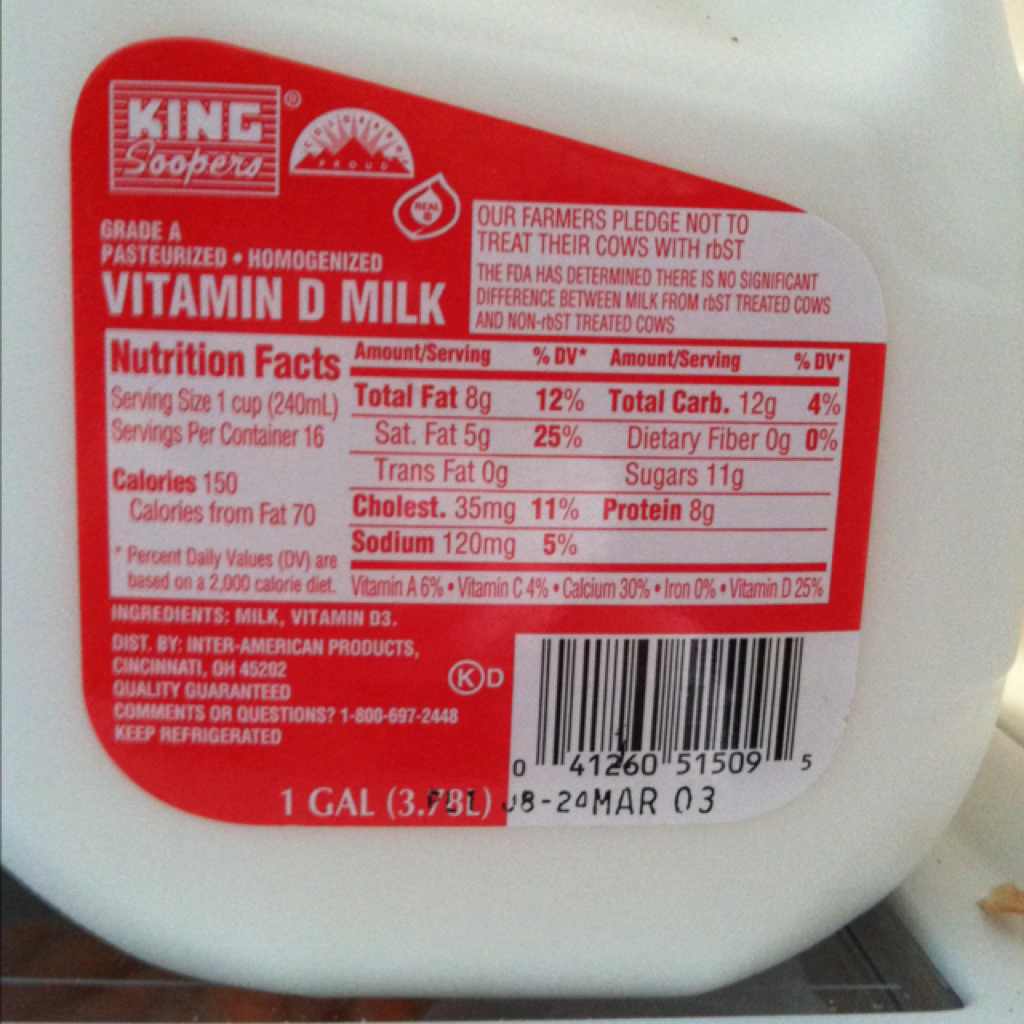 KING ®
Soopers
COLORADO
PROUD
REAL
GRADE A
PASTEURIZED • HOMOGENIZED
VITAMIN D MILK
OUR FARMERS PLEDGE NOT TO
TREAT THEIR COWS WITH rbST
THE FDA HAS DETERMINED THERE IS NO SIGNIFICANT
DIFFERENCE BETWEEN MILK FROM rbST TREATED COWS
AND NON-rbST TREATED COWS
Nutrition Facts
Serving Size 1 cup (240mL)
Servings Per Container 16
Calories 150
Calories from Fat 70
* Percent Daily Values (DV) are
based on a 2,000 calorie diet.
Amount/Serving % DV* Amount/Serving % DV*
Total Fat 8g 12% Total Carb. 12g 4%
Sat. Fat 5g 25% Dietary Fiber 0g 0%
Trans Fat 0g Sugars 11g
Cholest. 35mg 11% Protein 8g
Sodium 120mg 5%
Vitamin A 6% • Vitamin C 4% • Calcium 30% • Iron 0% • Vitamin D 25%
INGREDIENTS: MILK, VITAMIN D3.
DIST. BY: INTER-AMERICAN PRODUCTS,
CINCINNATI, OH 45202
QUALITY GUARANTEED
COMMENTS OR QUESTIONS? 1-800-697-2448
KEEP REFRIGERATED
K D
0 41260 51509 5
1 GAL (3.78L)
MAR 03